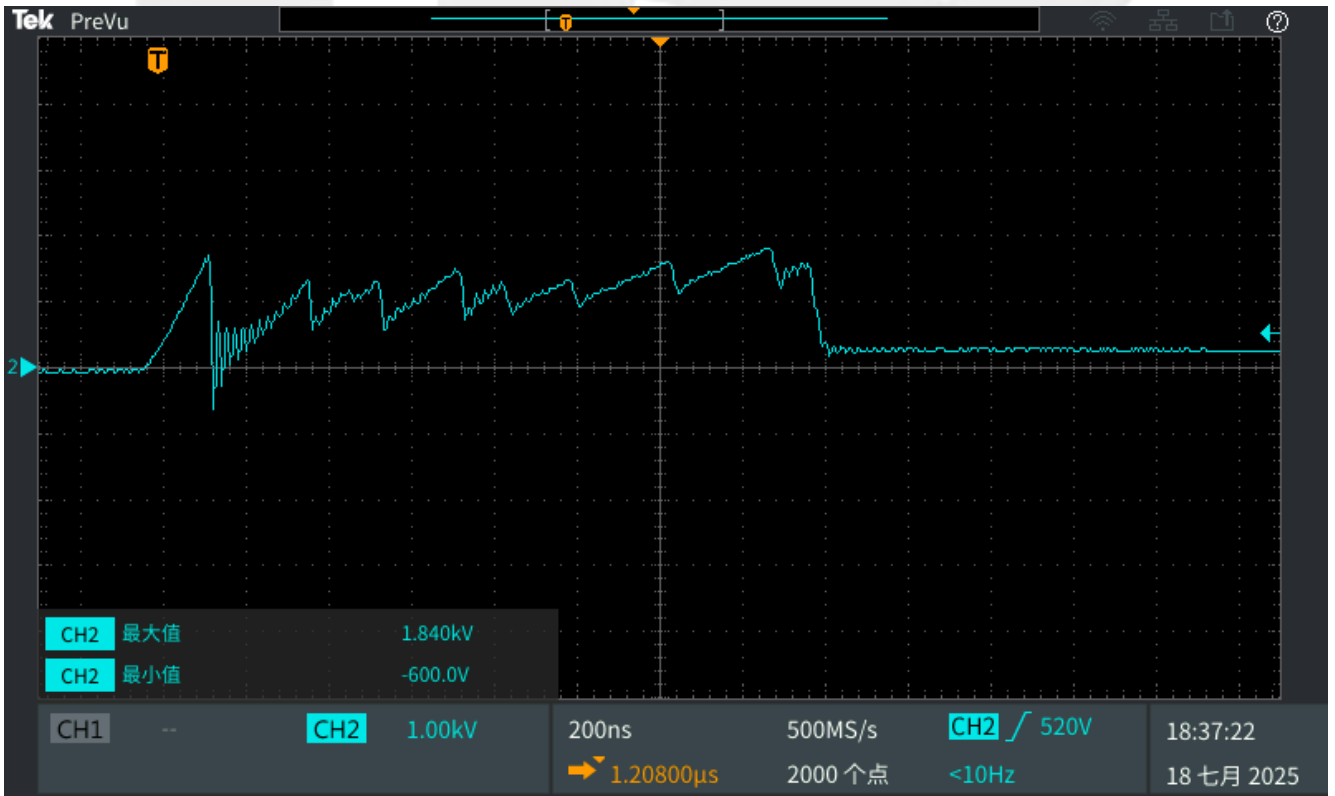 Tek PreVu
T
T
2
CH2 最大值 1.840kV
CH2 最小值 -600.0V
CH1 -- CH2 1.00kV 200ns 500MS/s CH2 520V 18:37:22
1.20800μs 2000 个点 <10Hz 18 七月 2025